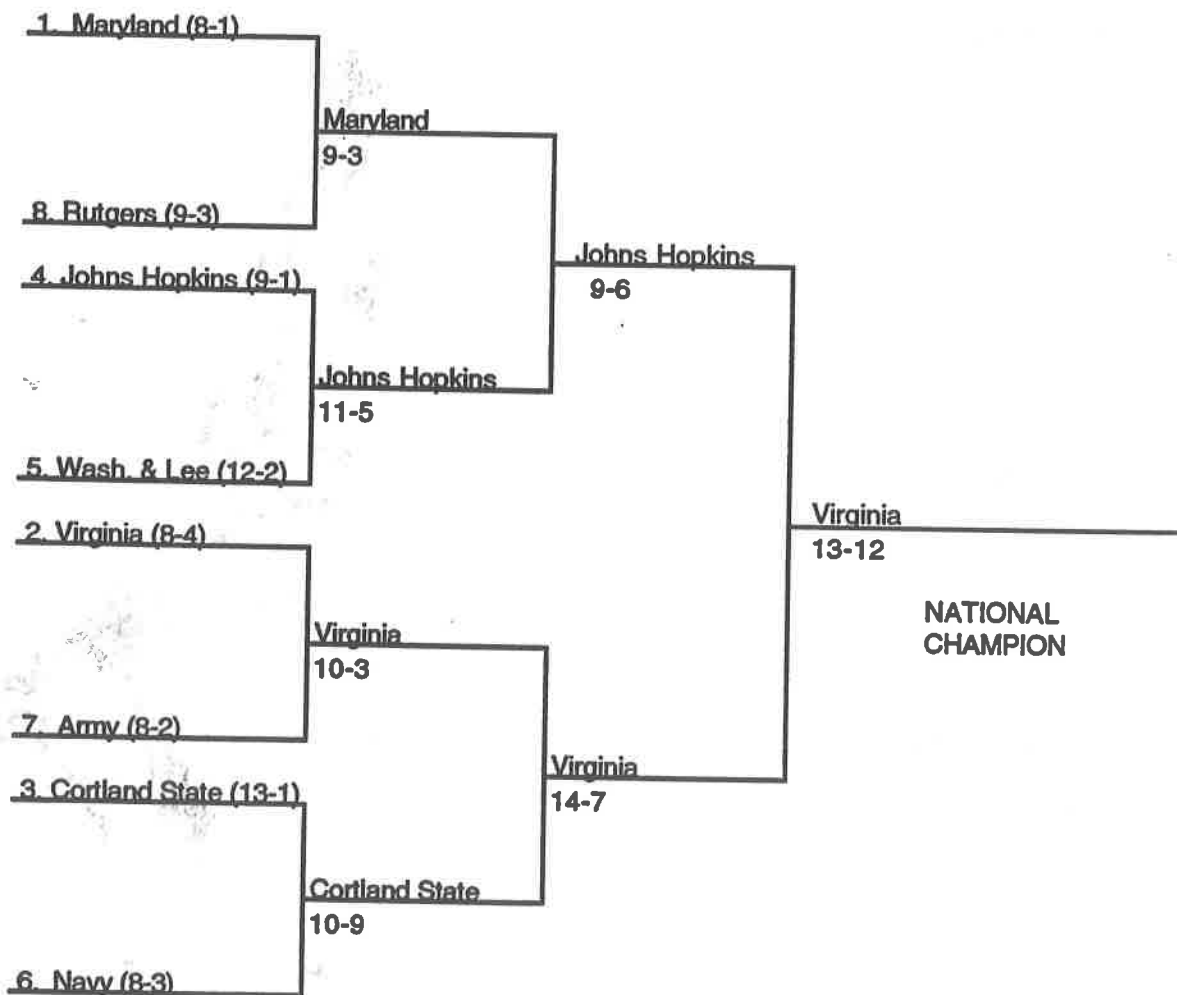 1. Maryland (8-1)
Maryland
9-3
8. Rutgers (9-3)
Johns Hopkins
9-6
4. Johns Hopkins (9-1)
Johns Hopkins
11-5
5. Wash. & Lee (12-2)
Virginia
13-12
2. Virginia (8-4)
NATIONAL
CHAMPION
Virginia
10-3
7. Army (8-2)
Virginia
14-7
3. Cortland State (13-1)
Cortland State
10-9
6. Navy (8-3)